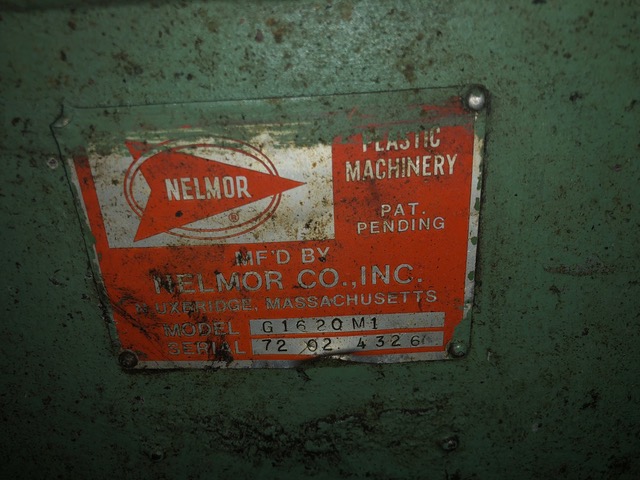 PLASTIC
MACHINERY
NELMOR
®
PAT.
PENDING
MF'D BY
NELMOR CO., INC.
UXBRIDGE, MASSACHUSETTS
MODEL G1620M1
SERIAL 72 02 4326